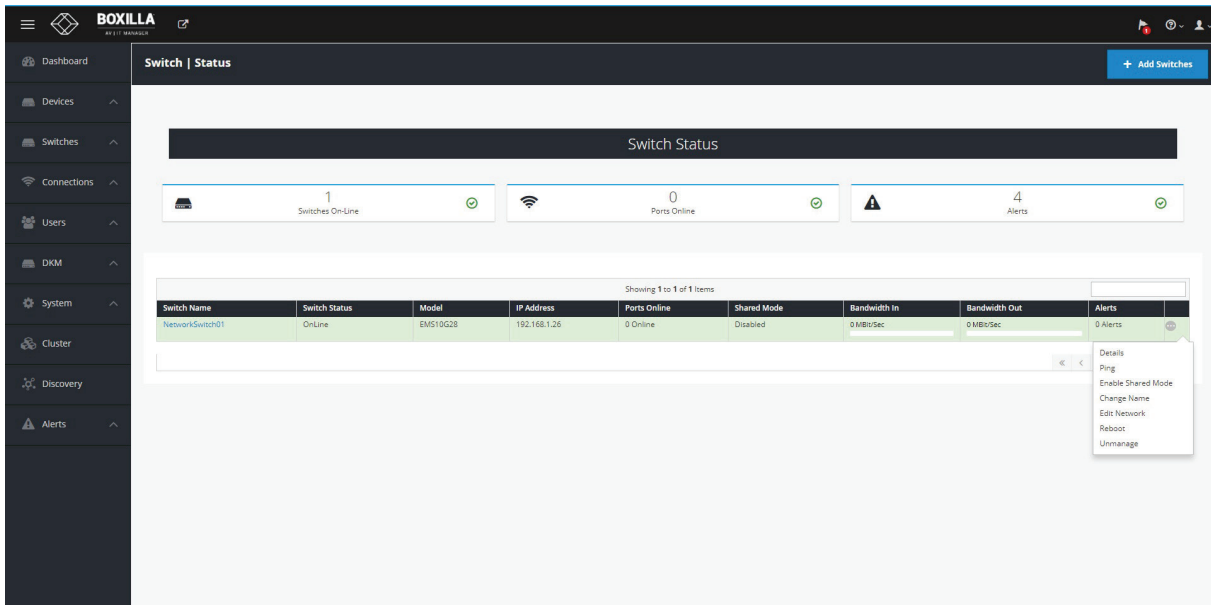 BOXILLA
AV | IT MANAGER
1
Dashboard
Switch | Status
+ Add Switches
Devices
Switches
Connections
Users
DKM
System
Cluster
Discovery
Alerts
Switch Status
1
Switches On-Line
0
Ports Online
4
Alerts
Showing 1 to 1 of 1 Items
Switch Name Switch Status Model IP Address Ports Online Shared Mode Bandwidth In Bandwidth Out Alerts
NetworkSwitch01 OnLine EMS10G28 192.168.1.26 0 Online Disabled 0 MBit/Sec 0 MBit/Sec 0 Alerts
« <
Details
Ping
Enable Shared Mode
Change Name
Edit Network
Reboot
Unmanage